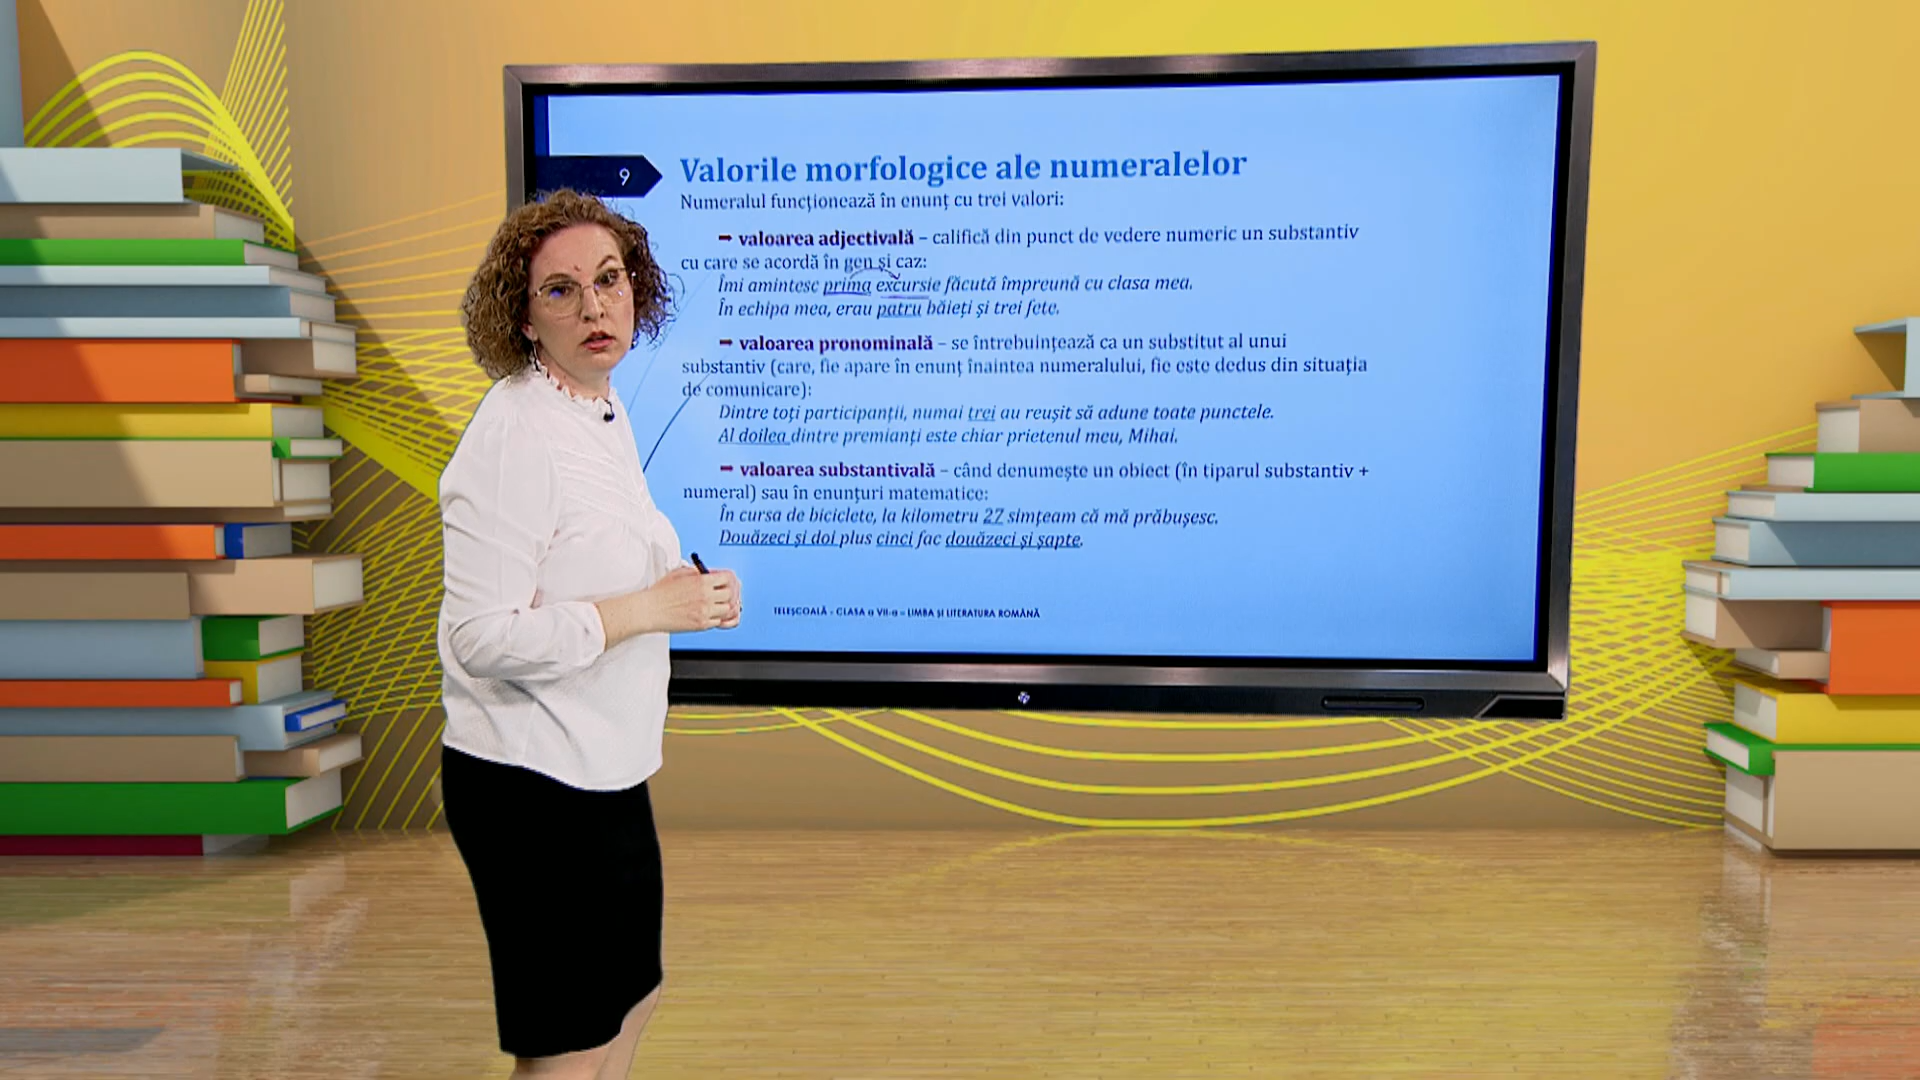 9
Valorile morfologice ale numeralelor
Numeralul funcționează în enunț cu trei valori:
➡ valoarea adjectivală – califică din punct de vedere numeric un substantiv
cu care se acordă în gen și caz:
Îmi amintesc prima excursie făcută împreună cu clasa mea.
În echipa mea, erau patru băieți și trei fete.
➡ valoarea pronominală – se întrebuințează ca un substitut al unui
substantiv (care, fie apare în enunț înaintea numeralului, fie este dedus din situația
de comunicare):
Dintre toți participanții, numai trei au reușit să adune toate punctele.
Al doilea dintre premianți este chiar prietenul meu, Mihai.
➡ valoarea substantivală – când denumește un obiect (în tiparul substantiv +
numeral) sau în enunțuri matematice:
În cursa de biciclete, la kilometru 27 simțeam că mă prăbușesc.
Douăzeci și doi plus cinci fac douăzeci și șapte.
TELEȘCOALĂ - CLASA a VII-a – LIMBA ȘI LITERATURA ROMÂNĂ